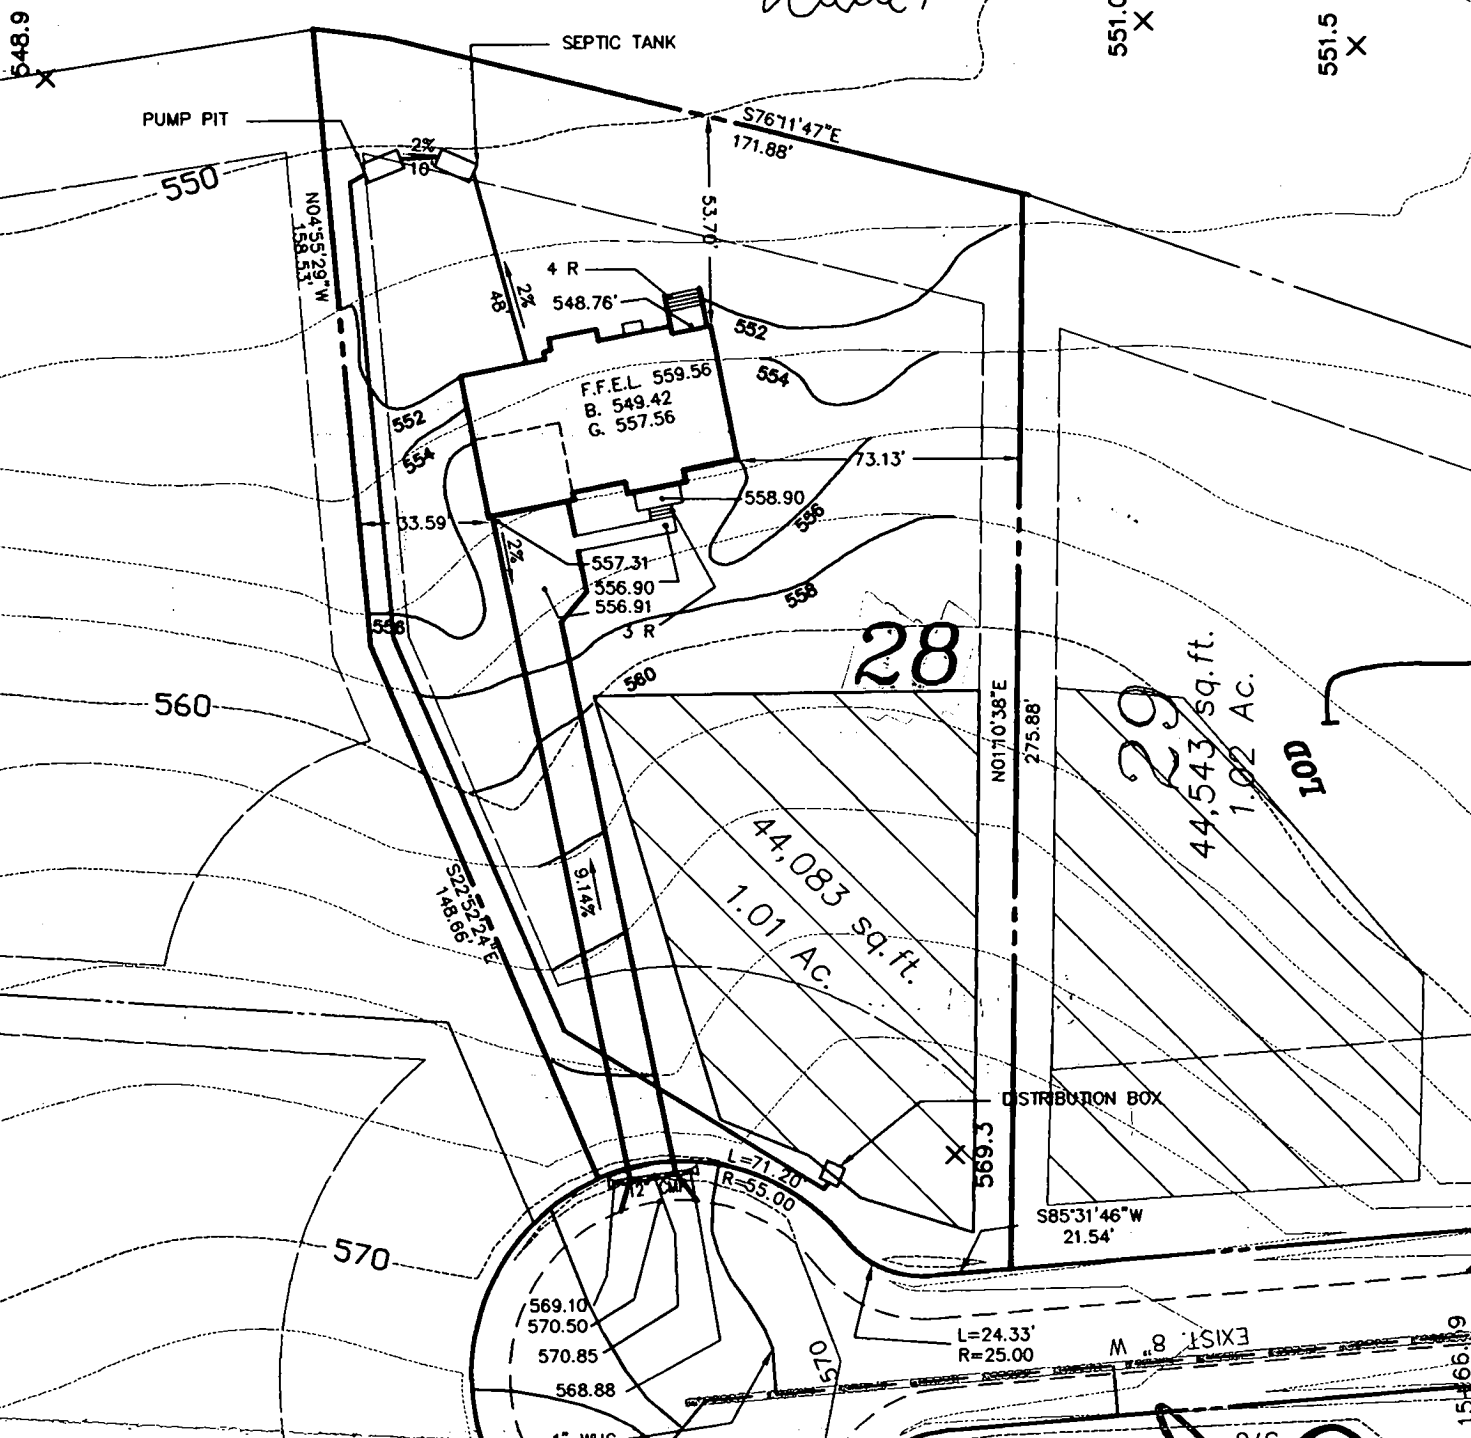 548.9
551.5
SEPTIC TANK
PUMP PIT
S76°11'47"E
171.88'
2%
10'
550
N04°55'29"W
158.53'
53.70'
4 R
548.76'
2%
48'
552
554
F.F.EL. 559.56
B. 549.42
G. 557.56
552
554
73.13'
558.90
556
33.59'
2%
557.31
556.90
556.91
3 R
558
556
28
560
560
N01°10'38"E
275.88'
29
44,543 sq.ft.
1.02 Ac.
LOD
44,083 sq.ft.
1.01 Ac.
9.14%
S22°52'24"E
148.66'
DISTRIBUTION BOX
569.3
L=71.20'
R=55.00
12" CMP
S85°31'46"W
21.54'
570
569.10
570.50
570.85
568.88
570
L=24.33'
R=25.00
EXIST. 8" W
1" WHC